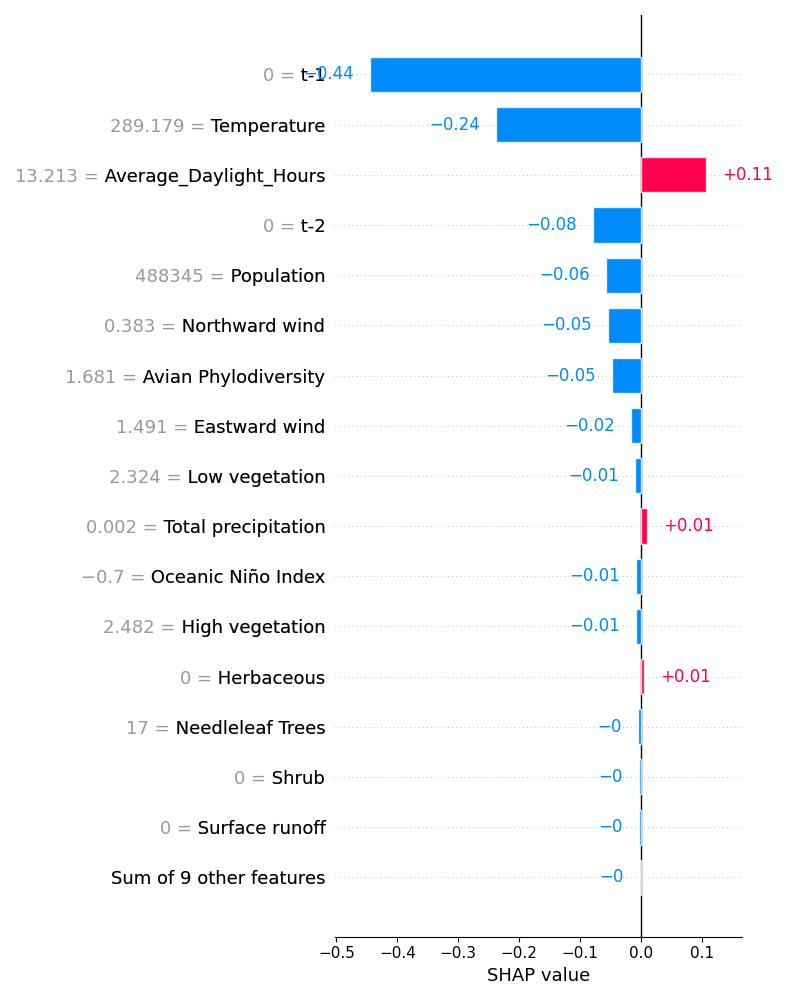 0 = t-1 −0.44
289.179 = Temperature −0.24
13.213 = Average_Daylight_Hours +0.11
0 = t-2 −0.08
488345 = Population −0.06
0.383 = Northward wind −0.05
1.681 = Avian Phylodiversity −0.05
1.491 = Eastward wind −0.02
2.324 = Low vegetation −0.01
0.002 = Total precipitation +0.01
−0.7 = Oceanic Niño Index −0.01
2.482 = High vegetation −0.01
0 = Herbaceous +0.01
17 = Needleleaf Trees −0
0 = Shrub −0
0 = Surface runoff −0
Sum of 9 other features −0
−0.5 −0.4 −0.3 −0.2 −0.1 0.0 0.1
SHAP value